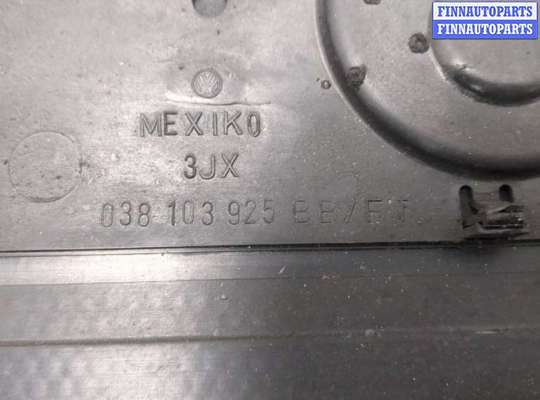 FINNAUTOPARTS
FINNAUTOPARTS
MEXIKO
3JX
038 103 925